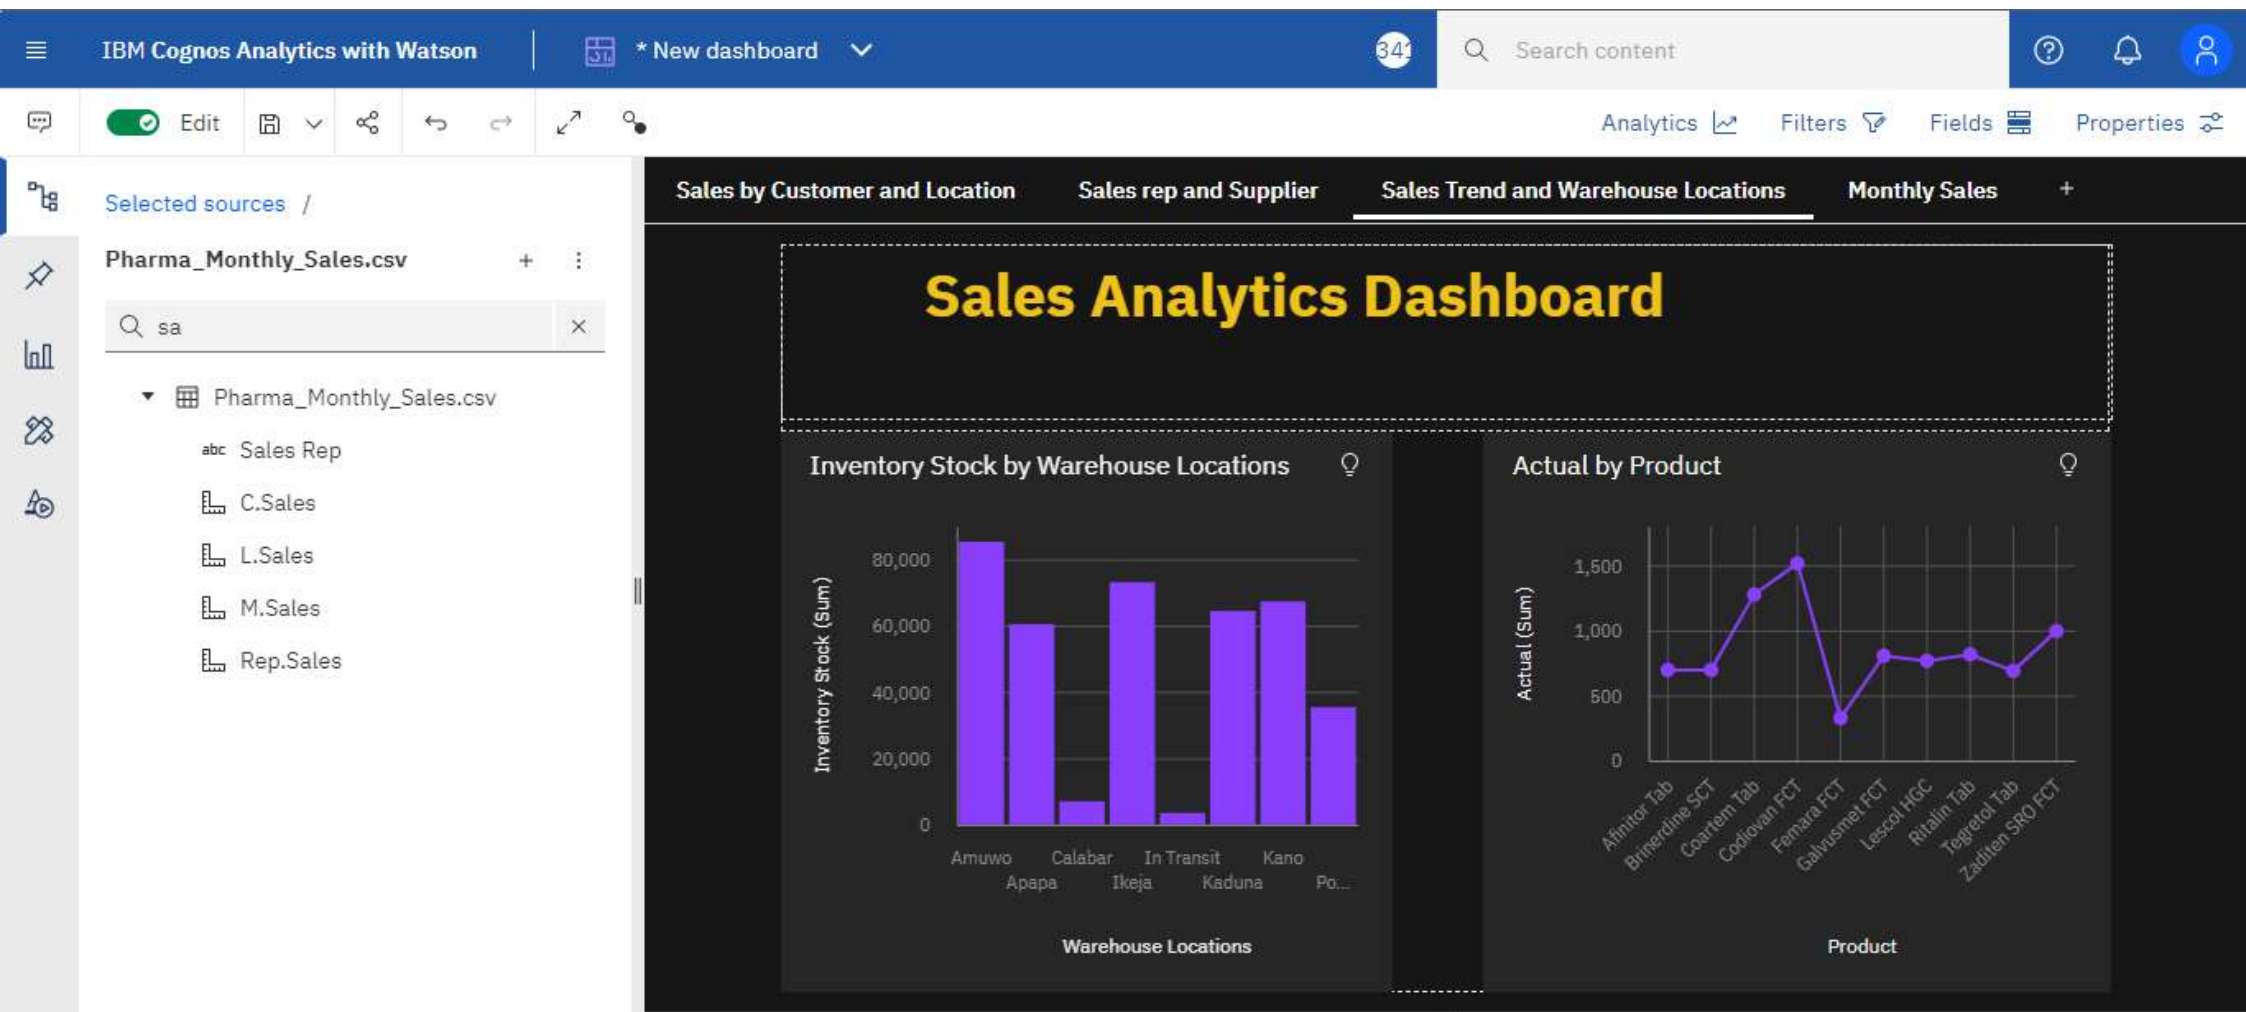 IBM Cognos Analytics with Watson
* New dashboard
341
Search content
Edit
Analytics
Filters
Fields
Properties
Selected sources /
Pharma_Monthly_Sales.csv
sa
Pharma_Monthly_Sales.csv
abc Sales Rep
C.Sales
L.Sales
M.Sales
Rep.Sales
Sales by Customer and Location
Sales rep and Supplier
Sales Trend and Warehouse Locations
Monthly Sales
+
Sales Analytics Dashboard
Inventory Stock by Warehouse Locations
Inventory Stock (Sum)
80,000
60,000
40,000
20,000
0
Amuwo
Apapa
Calabar
Ikeja
In Transit
Kaduna
Kano
Po...
Warehouse Locations
Actual by Product
Actual (Sum)
1,500
1,000
500
0
Afinitor Tab
Brinerdine SCT
Coartem Tab
Codiovan FCT
Femara FCT
Galvusmet FCT
Lescol HGC
Ritalin Tab
Tegretol Tab
Zaditen SRO FCT
Product